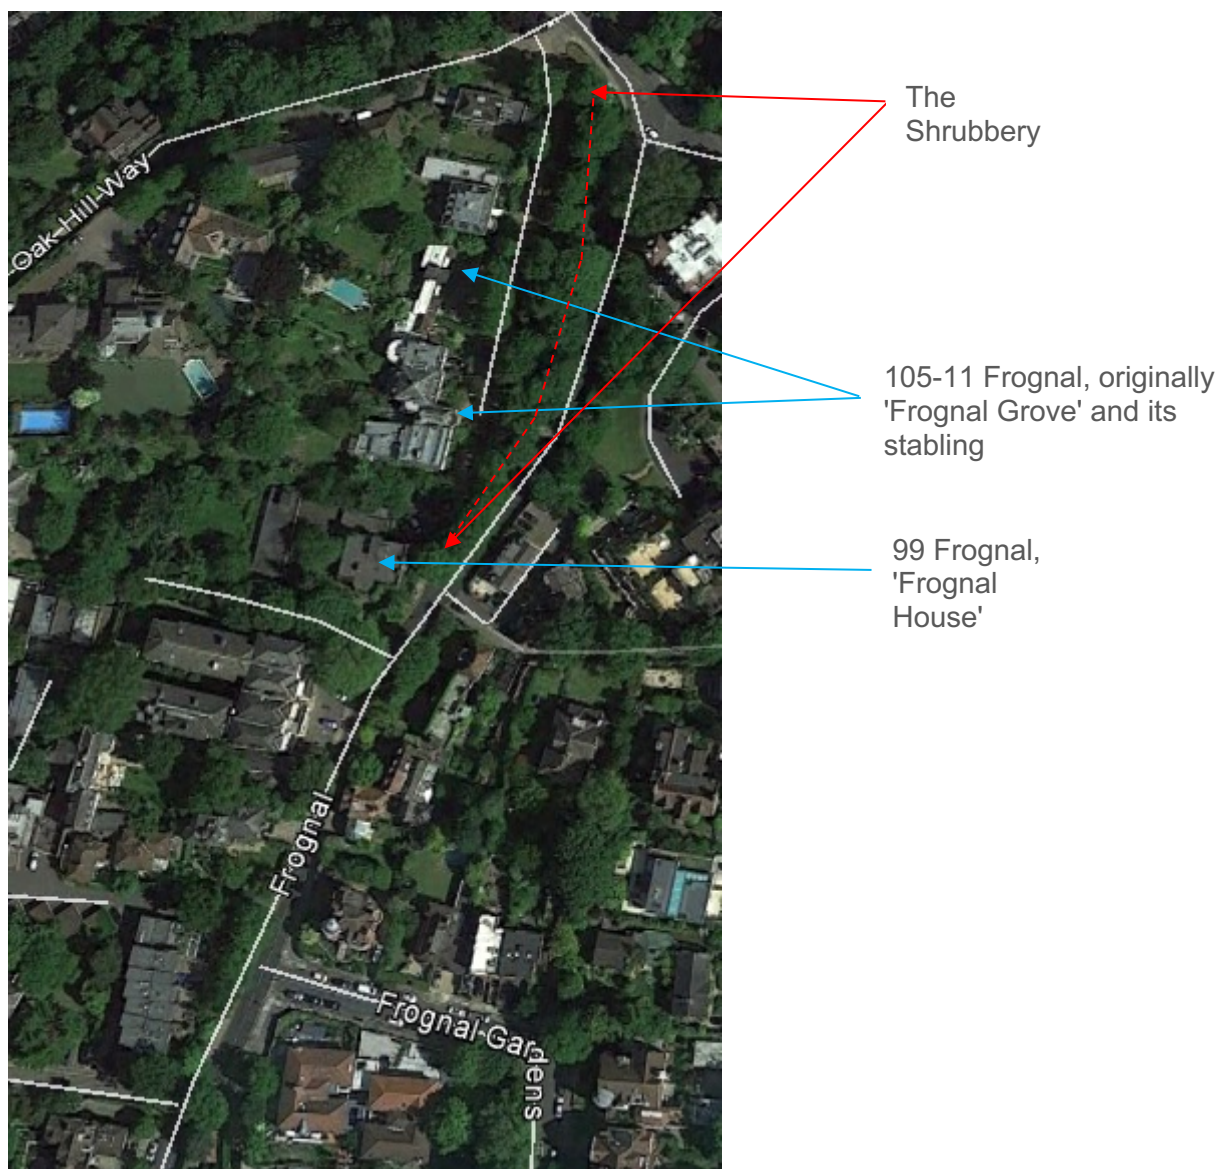 The
Shrubbery
Oak Hill Way
105-11 Frognal, originally
'Frognal Grove' and its
stabling
99 Frognal,
'Frognal
House'
Frognal
Frognal Gardens